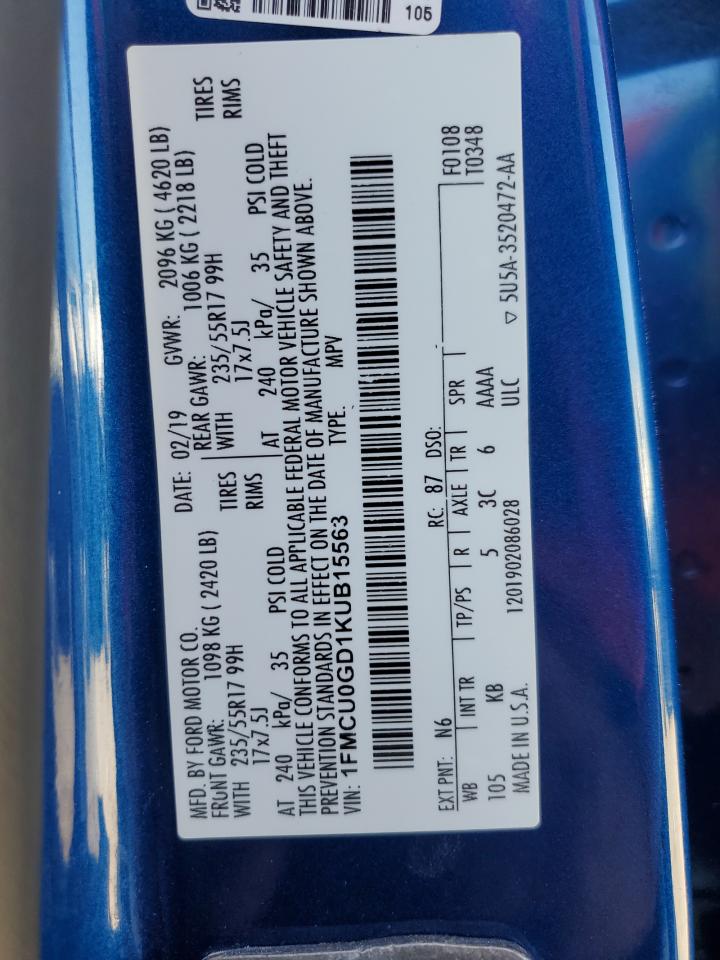 105
MFD. BY FORD MOTOR CO.
DATE: 02/19 GVWR: 2096 KG ( 4620 LB)
FRONT GAWR: 1098 KG ( 2420 LB) REAR GAWR: 1006 KG ( 2218 LB)
WITH 235/55R17 99H TIRES WITH 235/55R17 99H TIRES
17x7.5J RIMS 17x7.5J RIMS
AT 240 kPa/ 35 PSI COLD AT 240 kPa/ 35 PSI COLD
THIS VEHICLE CONFORMS TO ALL APPLICABLE FEDERAL MOTOR VEHICLE SAFETY AND THEFT
PREVENTION STANDARDS IN EFFECT ON THE DATE OF MANUFACTURE SHOWN ABOVE.
VIN: 1FMCU0GD1KUB15563 TYPE: MPV
EXT PNT: N6 RC: 87 DSO: F0108
WB INT TR TP/PS R AXLE TR SPR T0348
105 KB 5 3C 6 AAAA
MADE IN U.S.A. 1201902086028 ULC
▽ 5U5A-3520472-AA